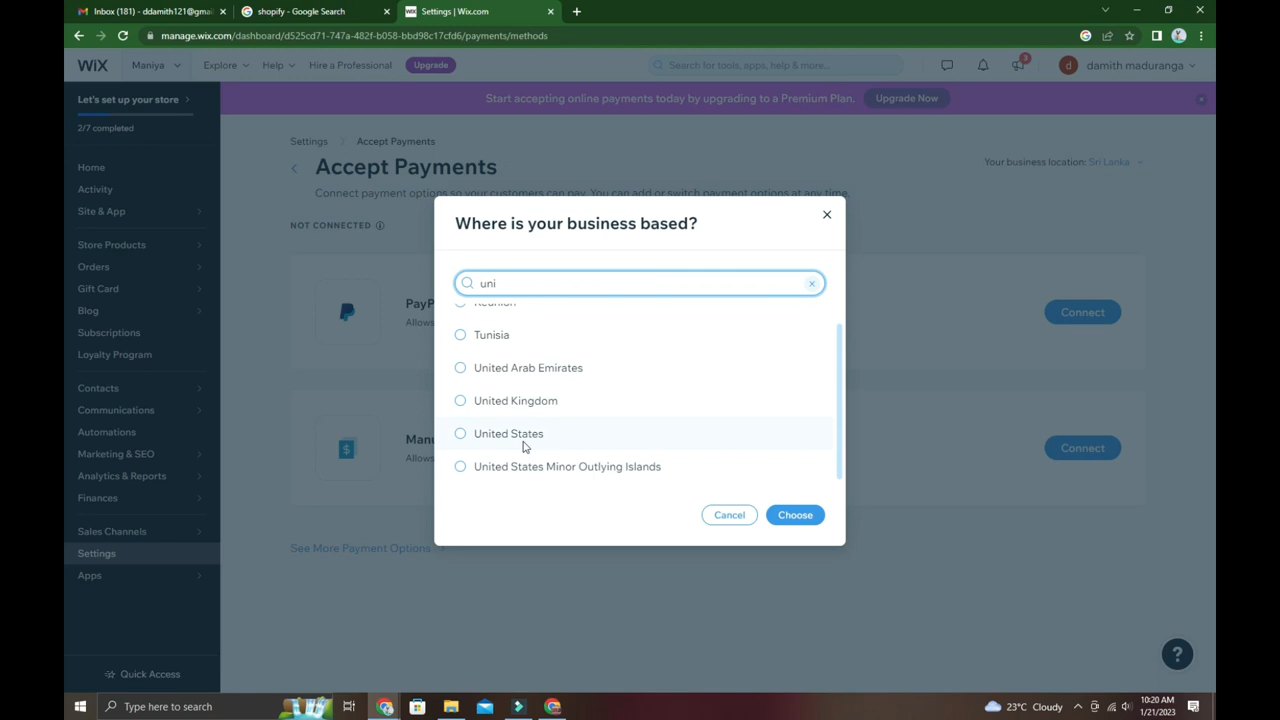 Inbox (181) - ddamith121@gmai
shopify - Google Search
Settings | Wix.com
manage.wix.com/dashboard/d525cd71-747a-482f-b058-bbd98c17cfd6/payments/methods
WiX
Maniya
Explore
Help
Hire a Professional
Upgrade
Search for tools, apps, help & more...
3
d
damith maduranga
Let's set up your store
2/7 completed
Start accepting online payments today by upgrading to a Premium Plan.
Upgrade Now
Home
Activity
Site & App
Store Products
Orders
Gift Card
Blog
Subscriptions
Loyalty Program
Contacts
Communications
Automations
Marketing & SEO
Analytics & Reports
Finances
Sales Channels
Settings
Apps
Quick Access
Settings
Accept Payments
Accept Payments
Your business location: Sri Lanka
Connect payment options so your customers can pay. You can add or switch payment options at any time.
NOT CONNECTED
PayP
Allows
Connect
Manu
Allows
Connect
See More Payment Options
Where is your business based?
uni
Réunion
Tunisia
United Arab Emirates
United Kingdom
United States
United States Minor Outlying Islands
Cancel
Choose
?
Type here to search
23°C Cloudy
10:20 AM
1/21/2023